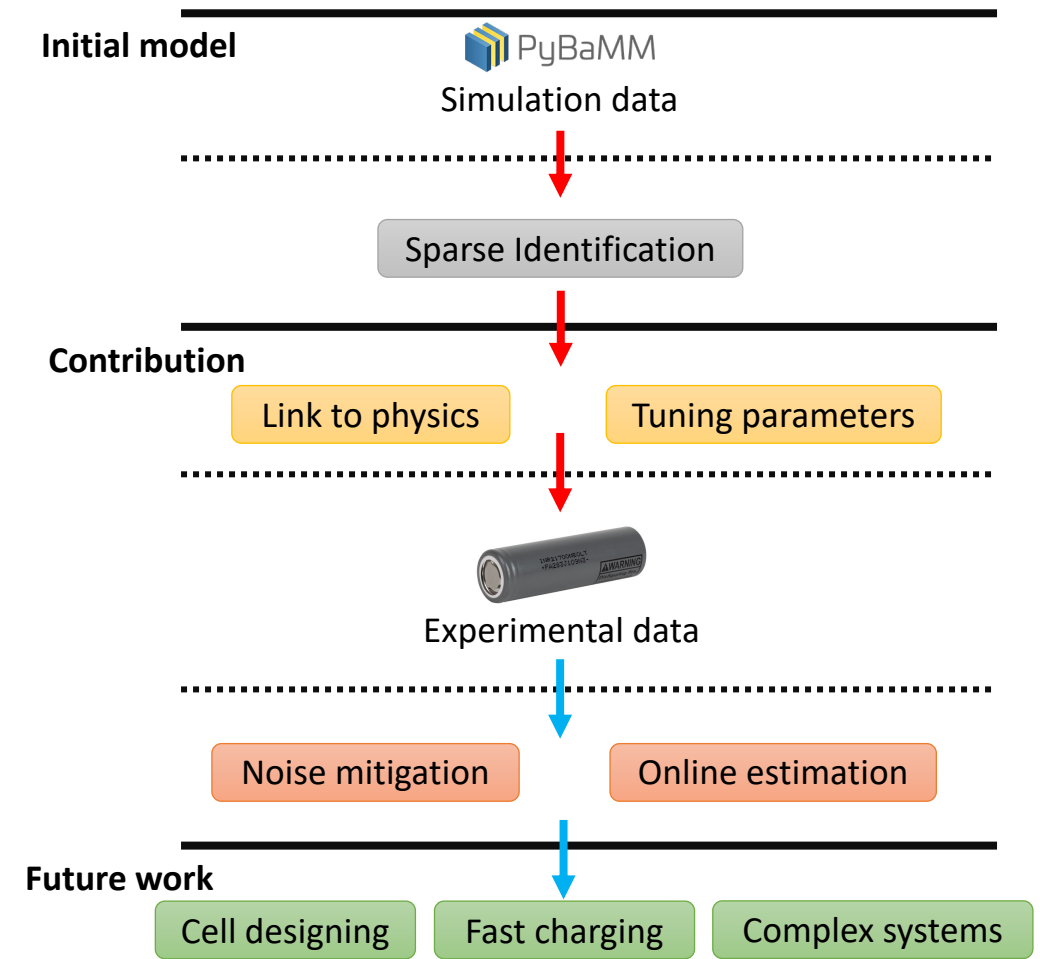 Initial model
PyBaMM
Simulation data
Sparse Identification
Contribution
Link to physics
Tuning parameters
Experimental data
Noise mitigation
Online estimation
Future work
Cell designing
Fast charging
Complex systems